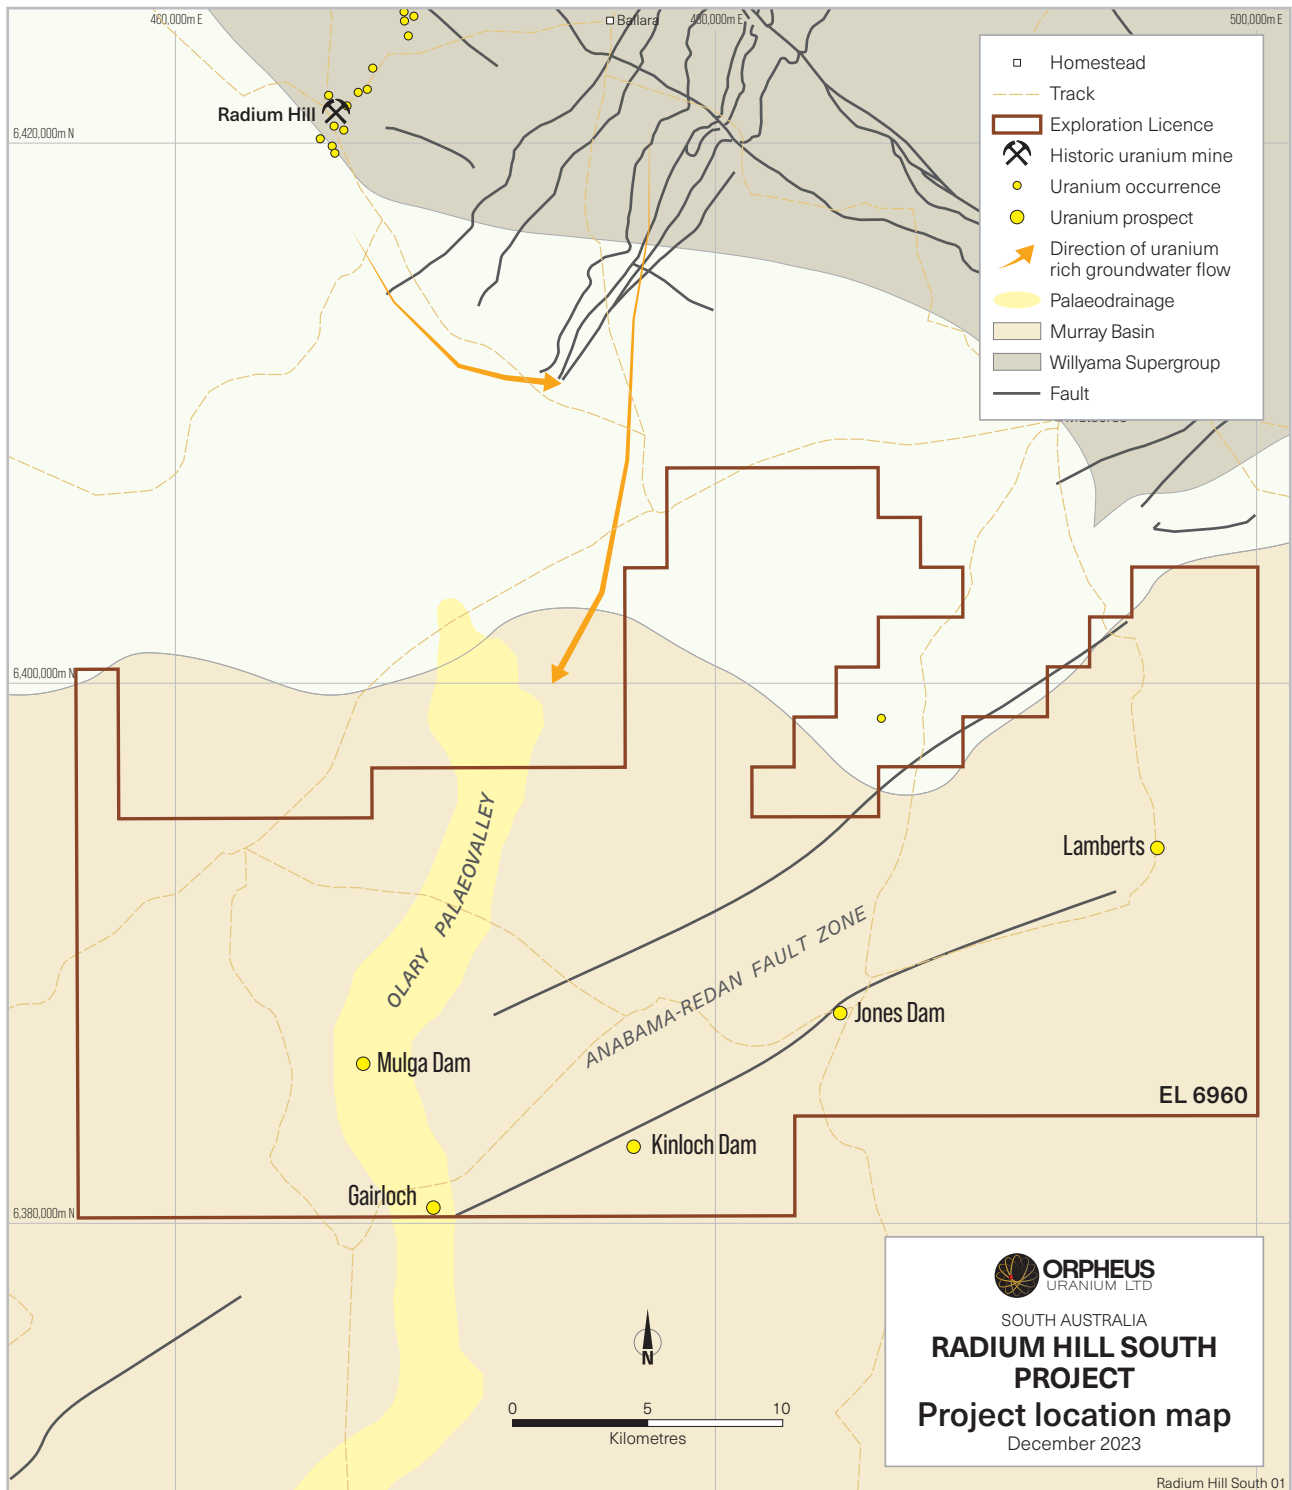 460,000m E
Ballara
480,000m E
500,000m E
Radium Hill
6,420,000m N
Homestead
Track
Exploration Licence
Historic uranium mine
Uranium occurrence
Uranium prospect
Direction of uranium
rich groundwater flow
Palaeodrainage
Murray Basin
Willyama Supergroup
Fault
6,400,000m N
OLARY PALAEOVALLEY
Lamberts
ANABAMA-REDAN FAULT ZONE
Jones Dam
Mulga Dam
EL 6960
Kinloch Dam
Gairloch
6,380,000m N
N
0 5 10
Kilometres
ORPHEUS
URANIUM LTD
SOUTH AUSTRALIA
RADIUM HILL SOUTH
PROJECT
Project location map
December 2023
Radium Hill South 01